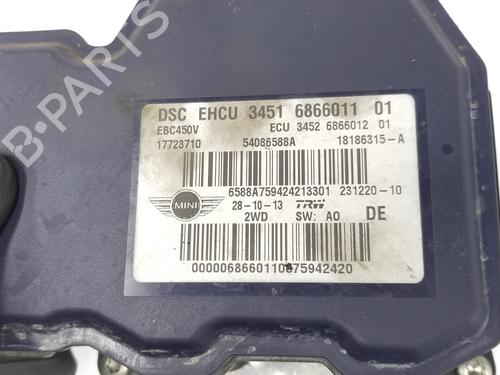 DSC EHCU 3451 6866011 01
EBC450V ECU 3452 6866012 01
17723710 54086588A 18186315-A
6588A759424213301 231220-10
MINI 28-10-13 TRW
2WD SW: A0 DE
B-PARTS